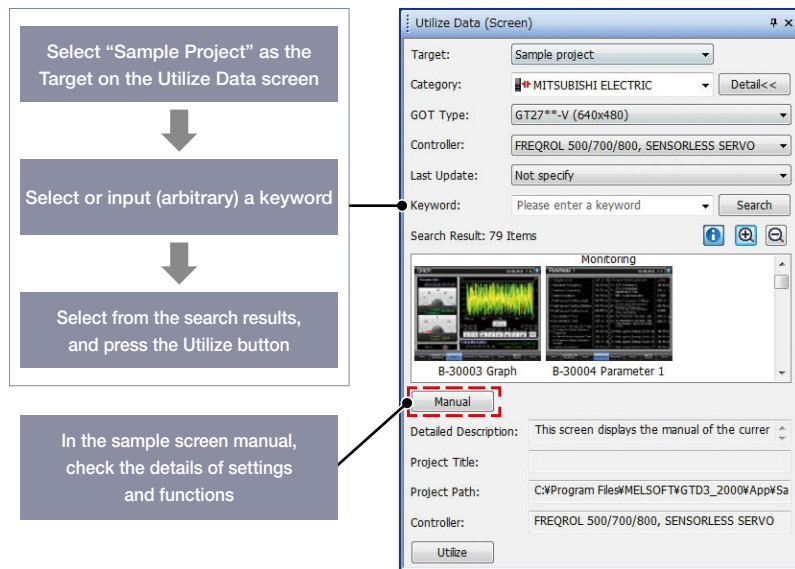 Select “Sample Project” as the
Target on the Utilize Data screen
Select or input (arbitrary) a keyword
Select from the search results,
and press the Utilize button
In the sample screen manual,
check the details of settings
and functions
Utilize Data (Screen)
Target: Sample project
Category: MITSUBISHI ELECTRIC Detail<<
GOT Type: GT27**-V (640x480)
Controller: FREQROL 500/700/800, SENSORLESS SERVO
Last Update: Not specify
Keyword: Please enter a keyword Search
Search Result: 79 Items
Monitoring
B-30003 Graph B-30004 Parameter 1
Manual
Detailed Description: This screen displays the manual of the currer
Project Title:
Project Path: C:¥Program Files¥MELSOFT¥GTD3_2000¥App¥Sa
Controller: FREQROL 500/700/800, SENSORLESS SERVO
Utilize